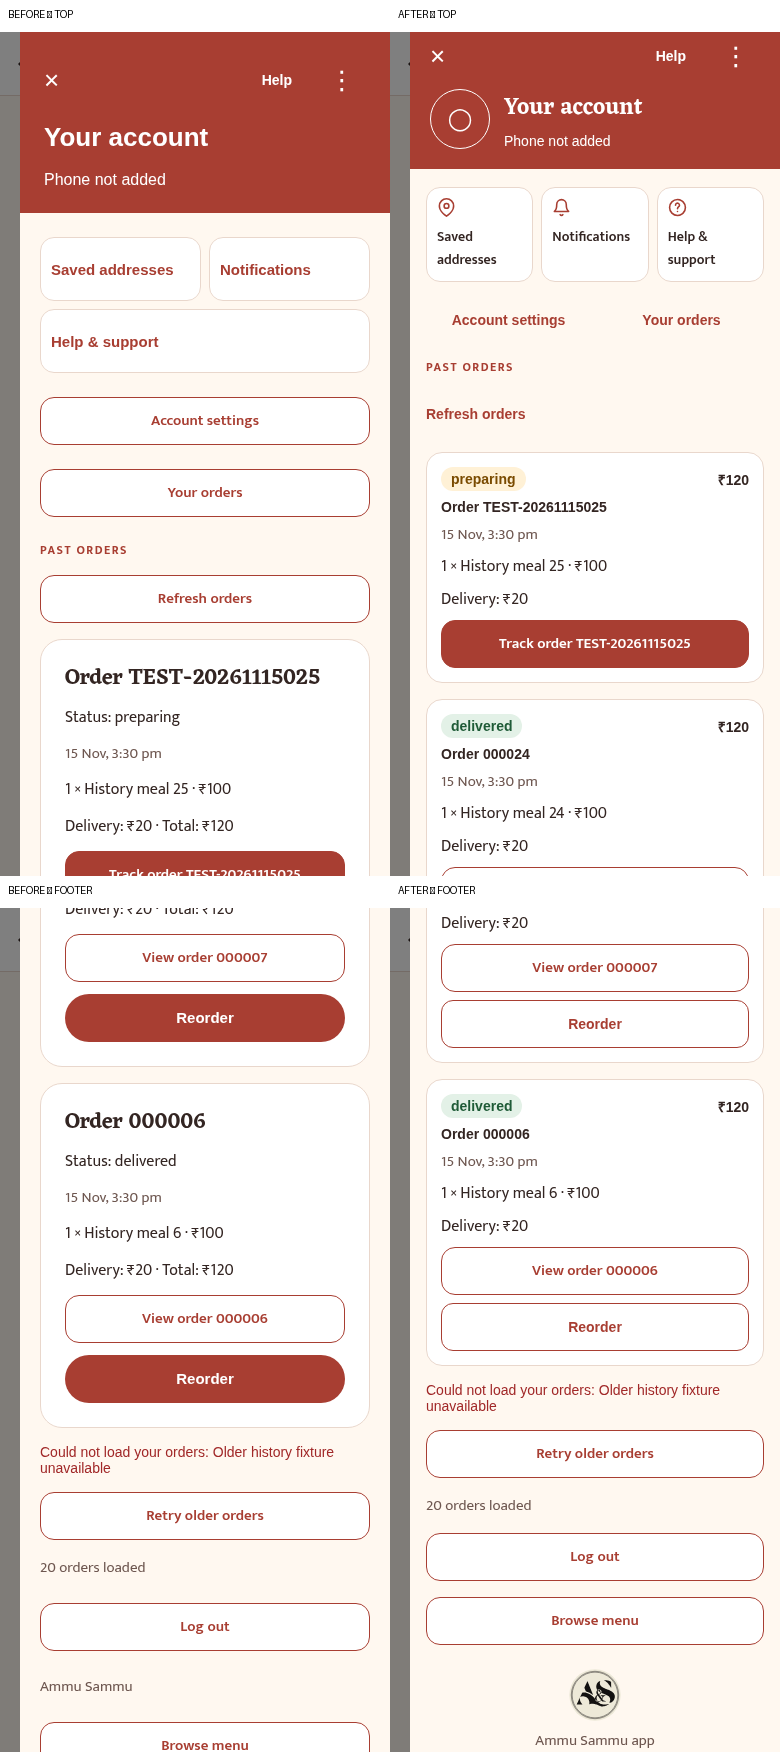 BEFORE TOP
✕
Help
⋮
Your account
Phone not added
Saved addresses
Notifications
Help & support
Account settings
Your orders
PAST ORDERS
Refresh orders
Order TEST-20261115025
Status: preparing
15 Nov, 3:30 pm
1 × History meal 25 · ₹100
Delivery: ₹20 · Total: ₹120
Track order TEST-20261115025
AFTER TOP
✕
Help
⋮
Your account
Phone not added
Saved
addresses
Notifications
Help &
support
Account settings
Your orders
PAST ORDERS
Refresh orders
preparing
₹120
Order TEST-20261115025
15 Nov, 3:30 pm
1 × History meal 25 · ₹100
Delivery: ₹20
Track order TEST-20261115025
delivered
₹120
Order 000024
15 Nov, 3:30 pm
1 × History meal 24 · ₹100
Delivery: ₹20
BEFORE FOOTER
Delivery: ₹20 · Total: ₹120
View order 000007
Reorder
Order 000006
Status: delivered
15 Nov, 3:30 pm
1 × History meal 6 · ₹100
Delivery: ₹20 · Total: ₹120
View order 000006
Reorder
Could not load your orders: Older history fixture
unavailable
Retry older orders
20 orders loaded
Log out
Ammu Sammu
Browse menu
AFTER FOOTER
Delivery: ₹20
View order 000007
Reorder
delivered
₹120
Order 000006
15 Nov, 3:30 pm
1 × History meal 6 · ₹100
Delivery: ₹20
View order 000006
Reorder
Could not load your orders: Older history fixture
unavailable
Retry older orders
20 orders loaded
Log out
Browse menu
A&S
Ammu Sammu app